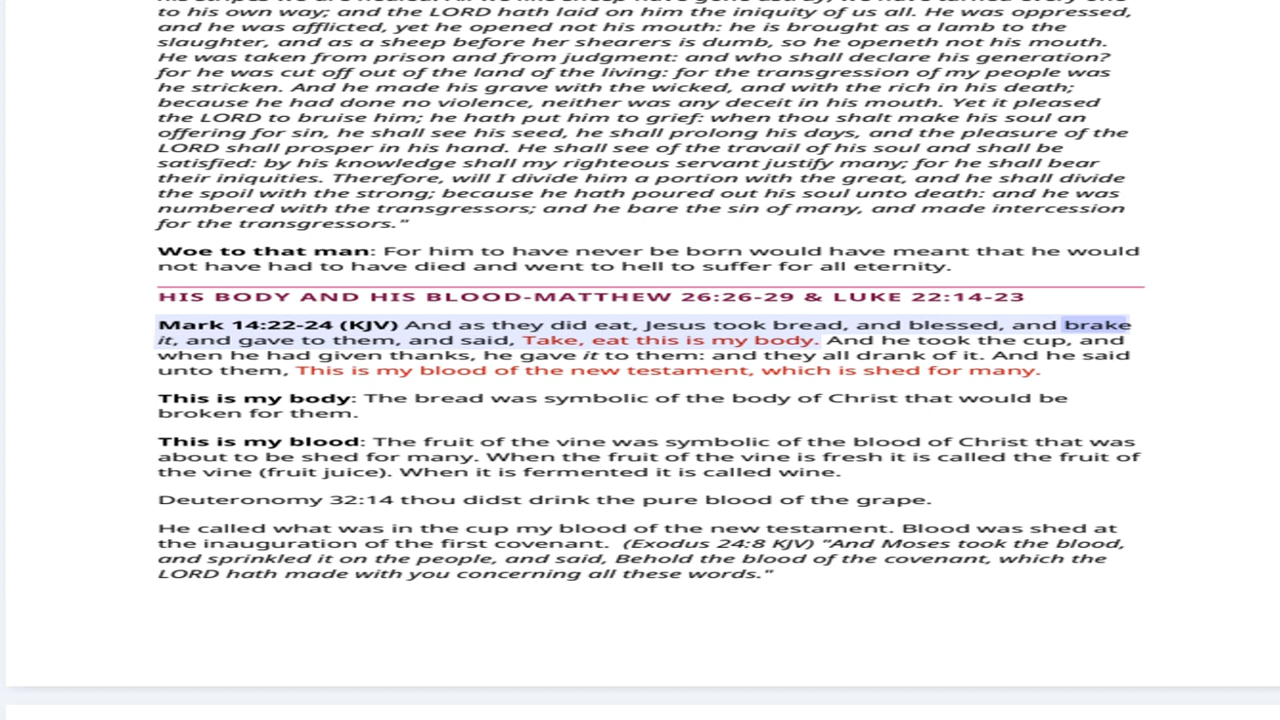 his stripes we are healed. All we like sheep have gone astray; we have turned every one
to his own way; and the LORD hath laid on him the iniquity of us all. He was oppressed,
and he was afflicted, yet he opened not his mouth: he is brought as a lamb to the
slaughter, and as a sheep before her shearers is dumb, so he openeth not his mouth.
He was taken from prison and from judgment: and who shall declare his generation?
for he was cut off out of the land of the living: for the transgression of my people was
he stricken. And he made his grave with the wicked, and with the rich in his death;
because he had done no violence, neither was any deceit in his mouth. Yet it pleased
the LORD to bruise him; he hath put him to grief: when thou shalt make his soul an
offering for sin, he shall see his seed, he shall prolong his days, and the pleasure of the
LORD shall prosper in his hand. He shall see of the travail of his soul and shall be
satisfied: by his knowledge shall my righteous servant justify many; for he shall bear
their iniquities. Therefore, will I divide him a portion with the great, and he shall divide
the spoil with the strong; because he hath poured out his soul unto death: and he was
numbered with the transgressors; and he bare the sin of many, and made intercession
for the transgressors."
Woe to that man: For him to have never be born would have meant that he would
not have had to have died and went to hell to suffer for all eternity.
HIS BODY AND HIS BLOOD-MATTHEW 26:26-29 & LUKE 22:14-23
Mark 14:22-24 (KJV) And as they did eat, Jesus took bread, and blessed, and brake
it, and gave to them, and said, Take, eat this is my body. And he took the cup, and
when he had given thanks, he gave it to them: and they all drank of it. And he said
unto them, This is my blood of the new testament, which is shed for many.
This is my body: The bread was symbolic of the body of Christ that would be
broken for them.
This is my blood: The fruit of the vine was symbolic of the blood of Christ that was
about to be shed for many. When the fruit of the vine is fresh it is called the fruit of
the vine (fruit juice). When it is fermented it is called wine.
Deuteronomy 32:14 thou didst drink the pure blood of the grape.
He called what was in the cup my blood of the new testament. Blood was shed at
the inauguration of the first covenant. (Exodus 24:8 KJV) "And Moses took the blood,
and sprinkled it on the people, and said, Behold the blood of the covenant, which the
LORD hath made with you concerning all these words."